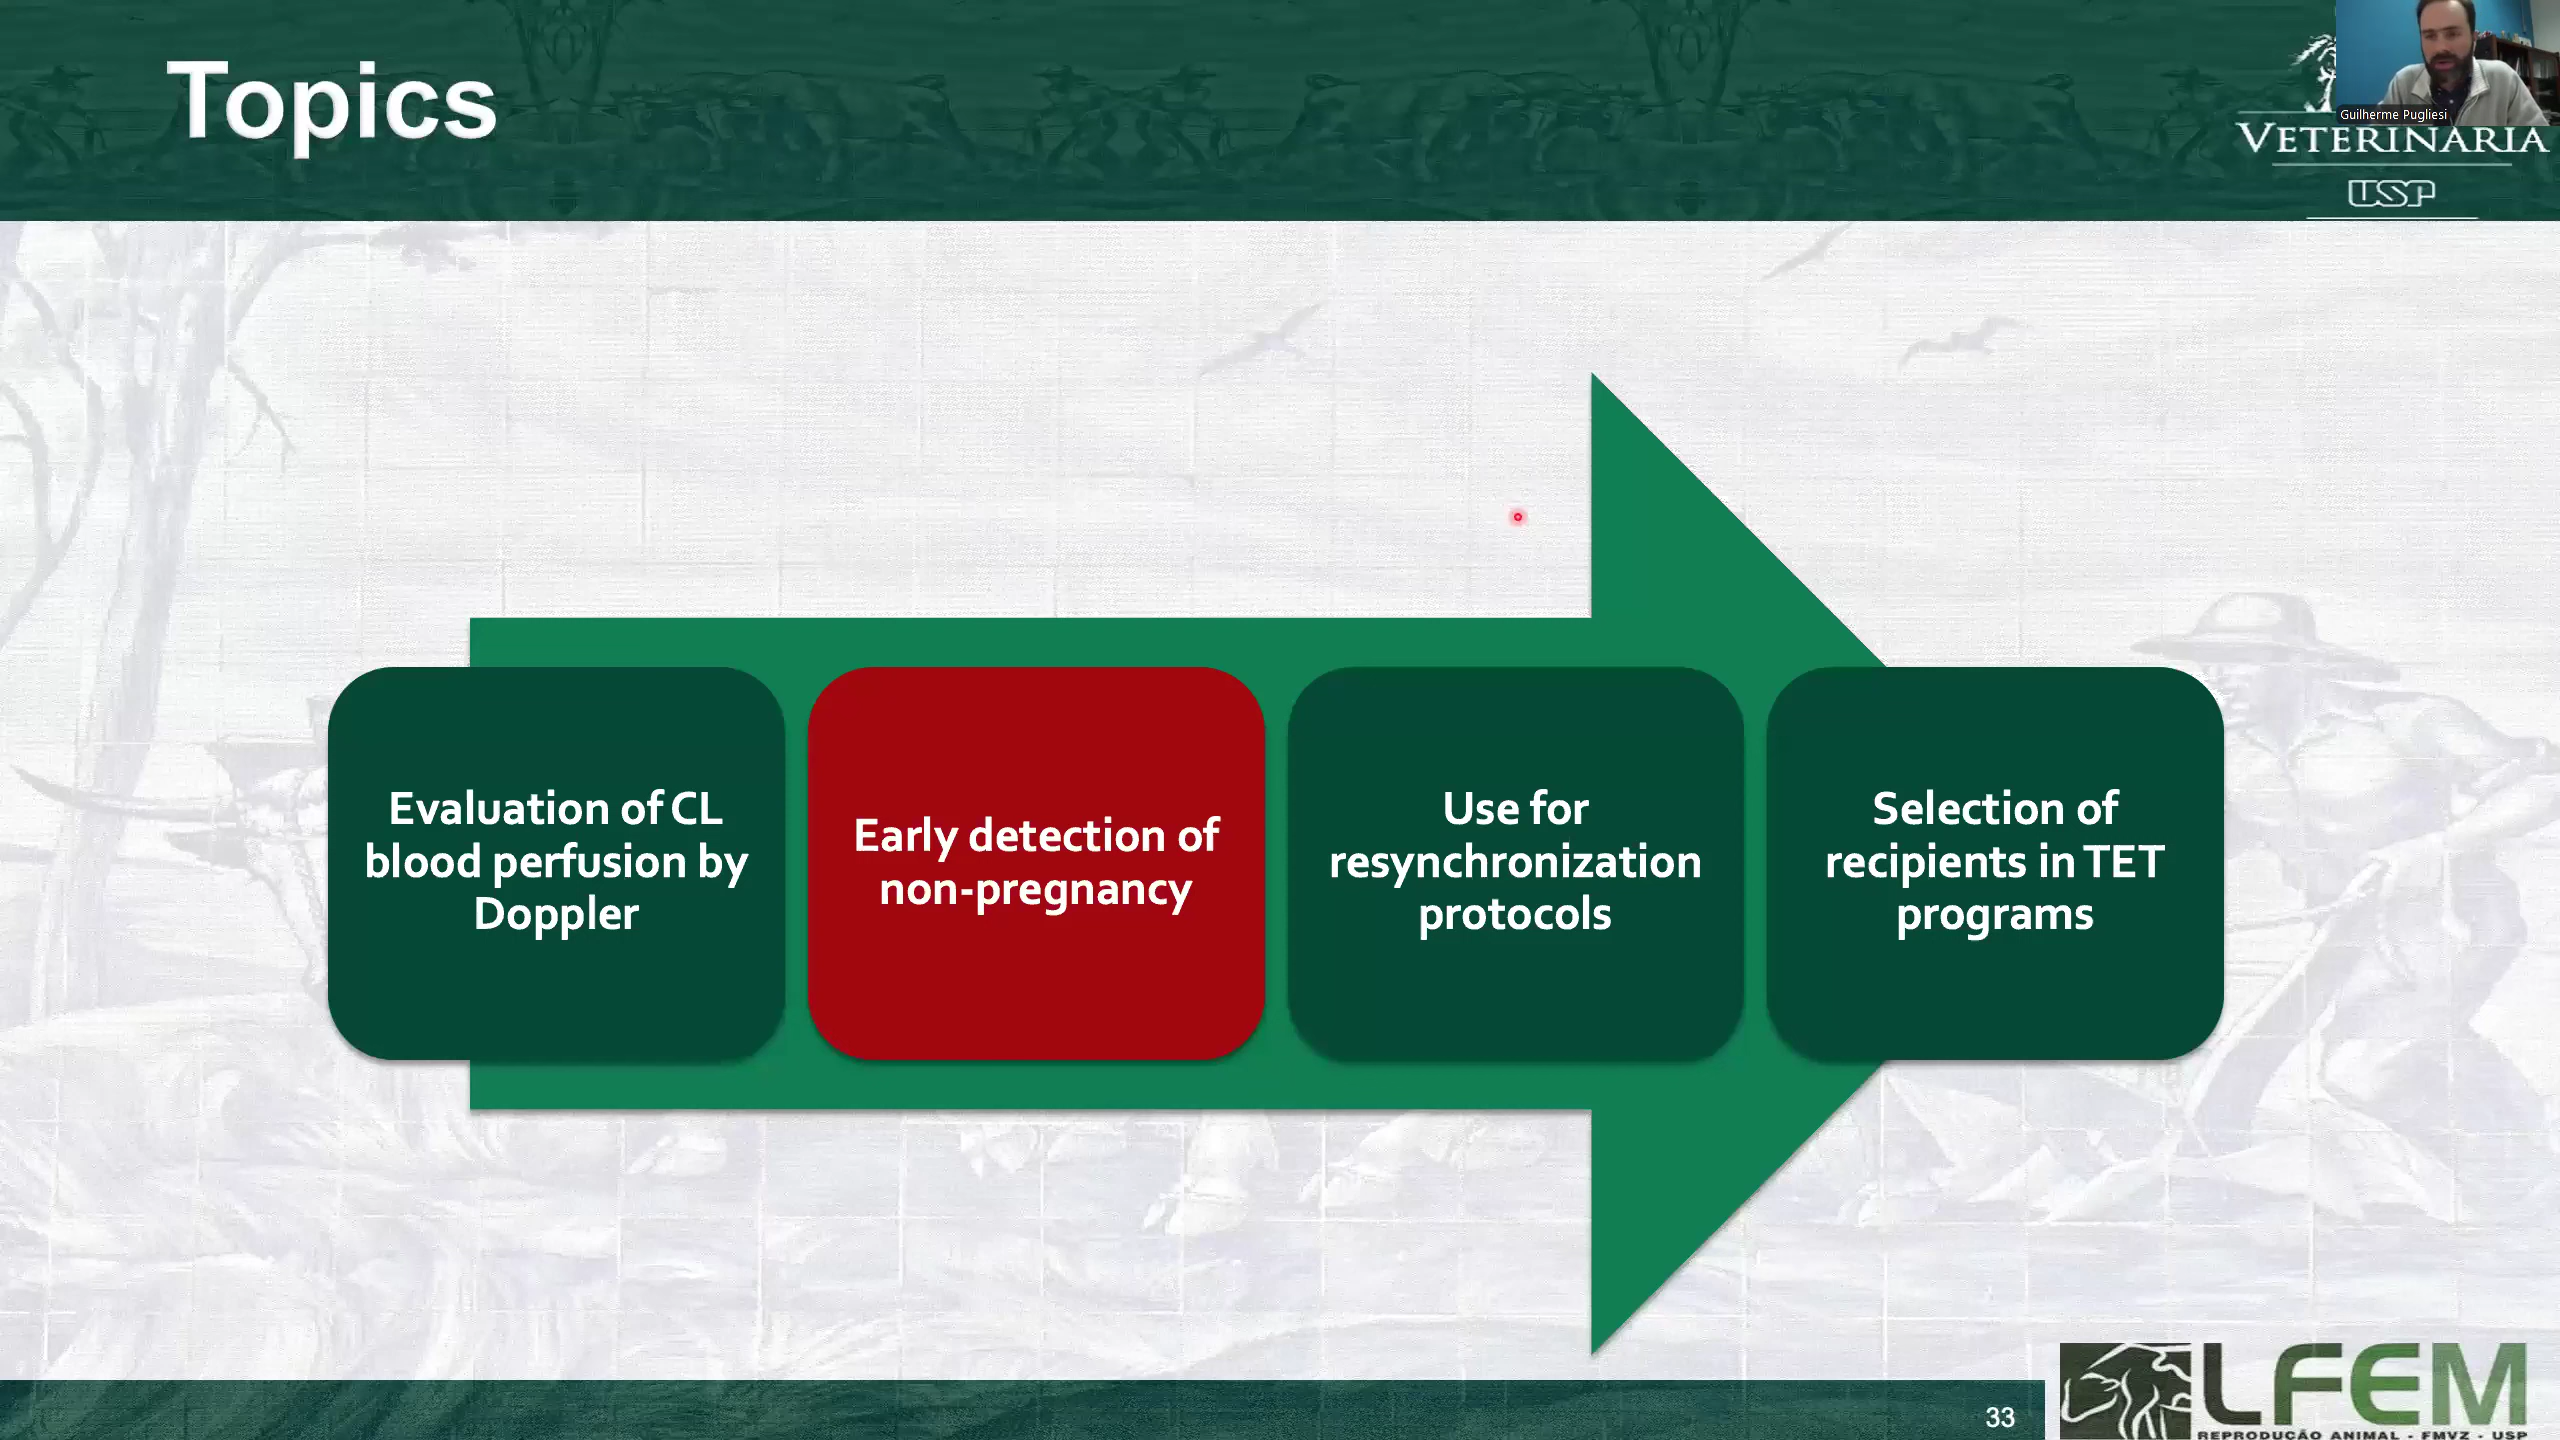 Topics
Guilherme Pugliesi
VETERINARIA
USP
Evaluation of CL
blood perfusion by
Doppler
Early detection of
non-pregnancy
Use for
resynchronization
protocols
Selection of
recipients in TET
programs
33
LFEM
REPRODUÇÃO ANIMAL - FMVZ - USP